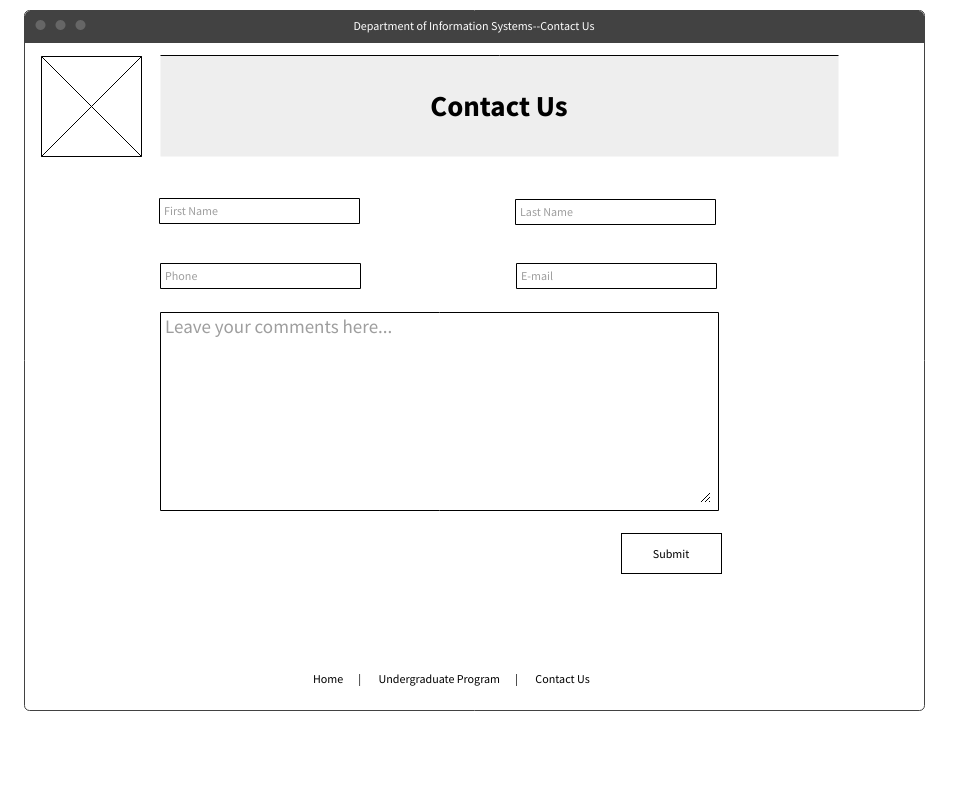 Department of Information Systems--Contact Us
Contact Us
First Name
Last Name
Phone
E-mail
Leave your comments here...
Submit
Home | Undergraduate Program | Contact Us